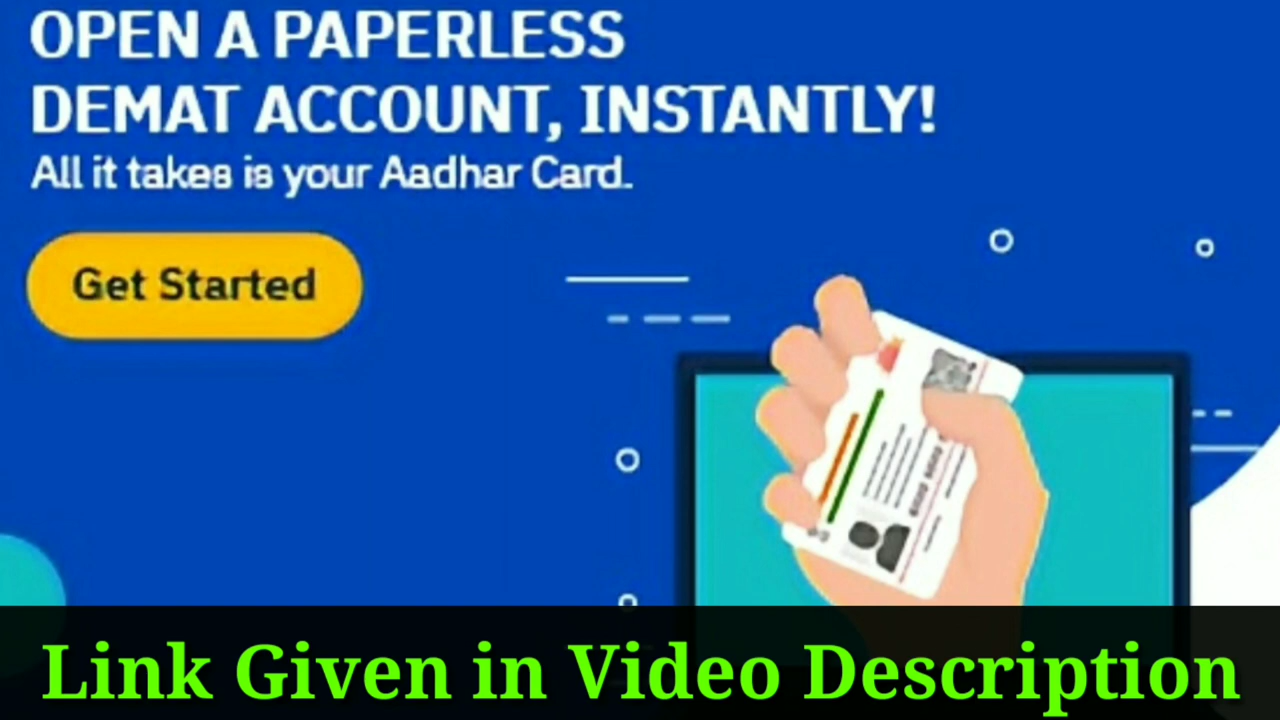 OPEN A PAPERLESS
DEMAT ACCOUNT, INSTANTLY!
All it takes is your Aadhar Card.
Get Started
Link Given in Video Description